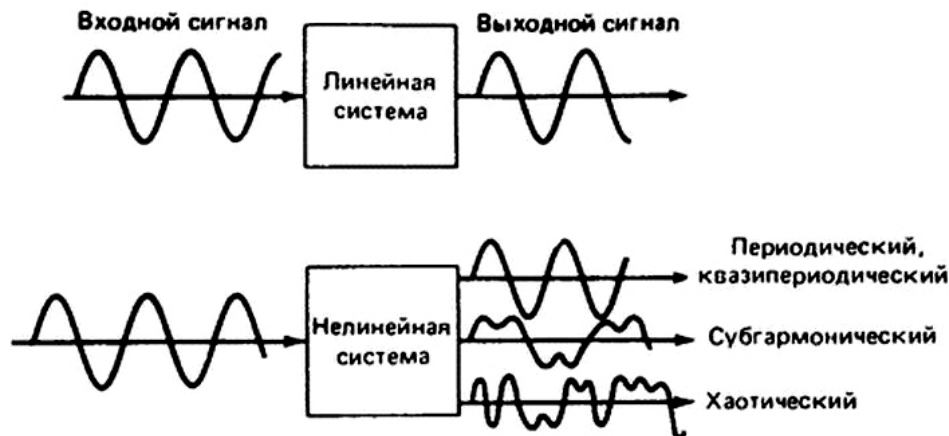 Входной сигнал
Выходной сигнал
Линейная
система
Периодический,
квазипериодический
Нелинейная
система
Субгармонический
Хаотический